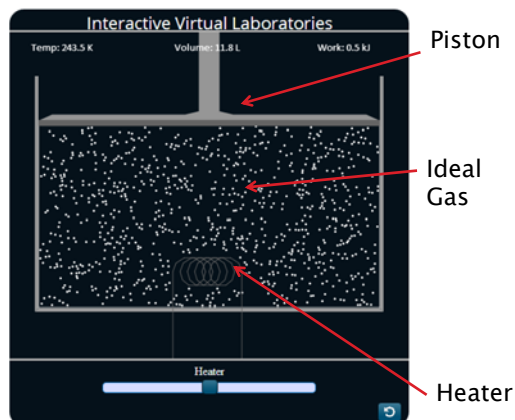 Interactive Virtual Laboratories
Temp: 243.5 K Volume: 11.8 L Work: 0.5 kJ
Piston
Ideal
Gas
Heater
Heater